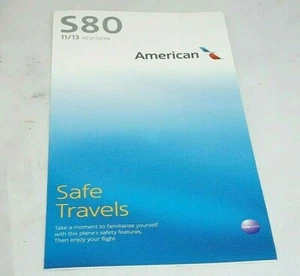 S80
11/13 REVISION
American
Safe
Travels
Take a moment to familiarize yourself
with this plane's safety features.
Then enjoy your flight.